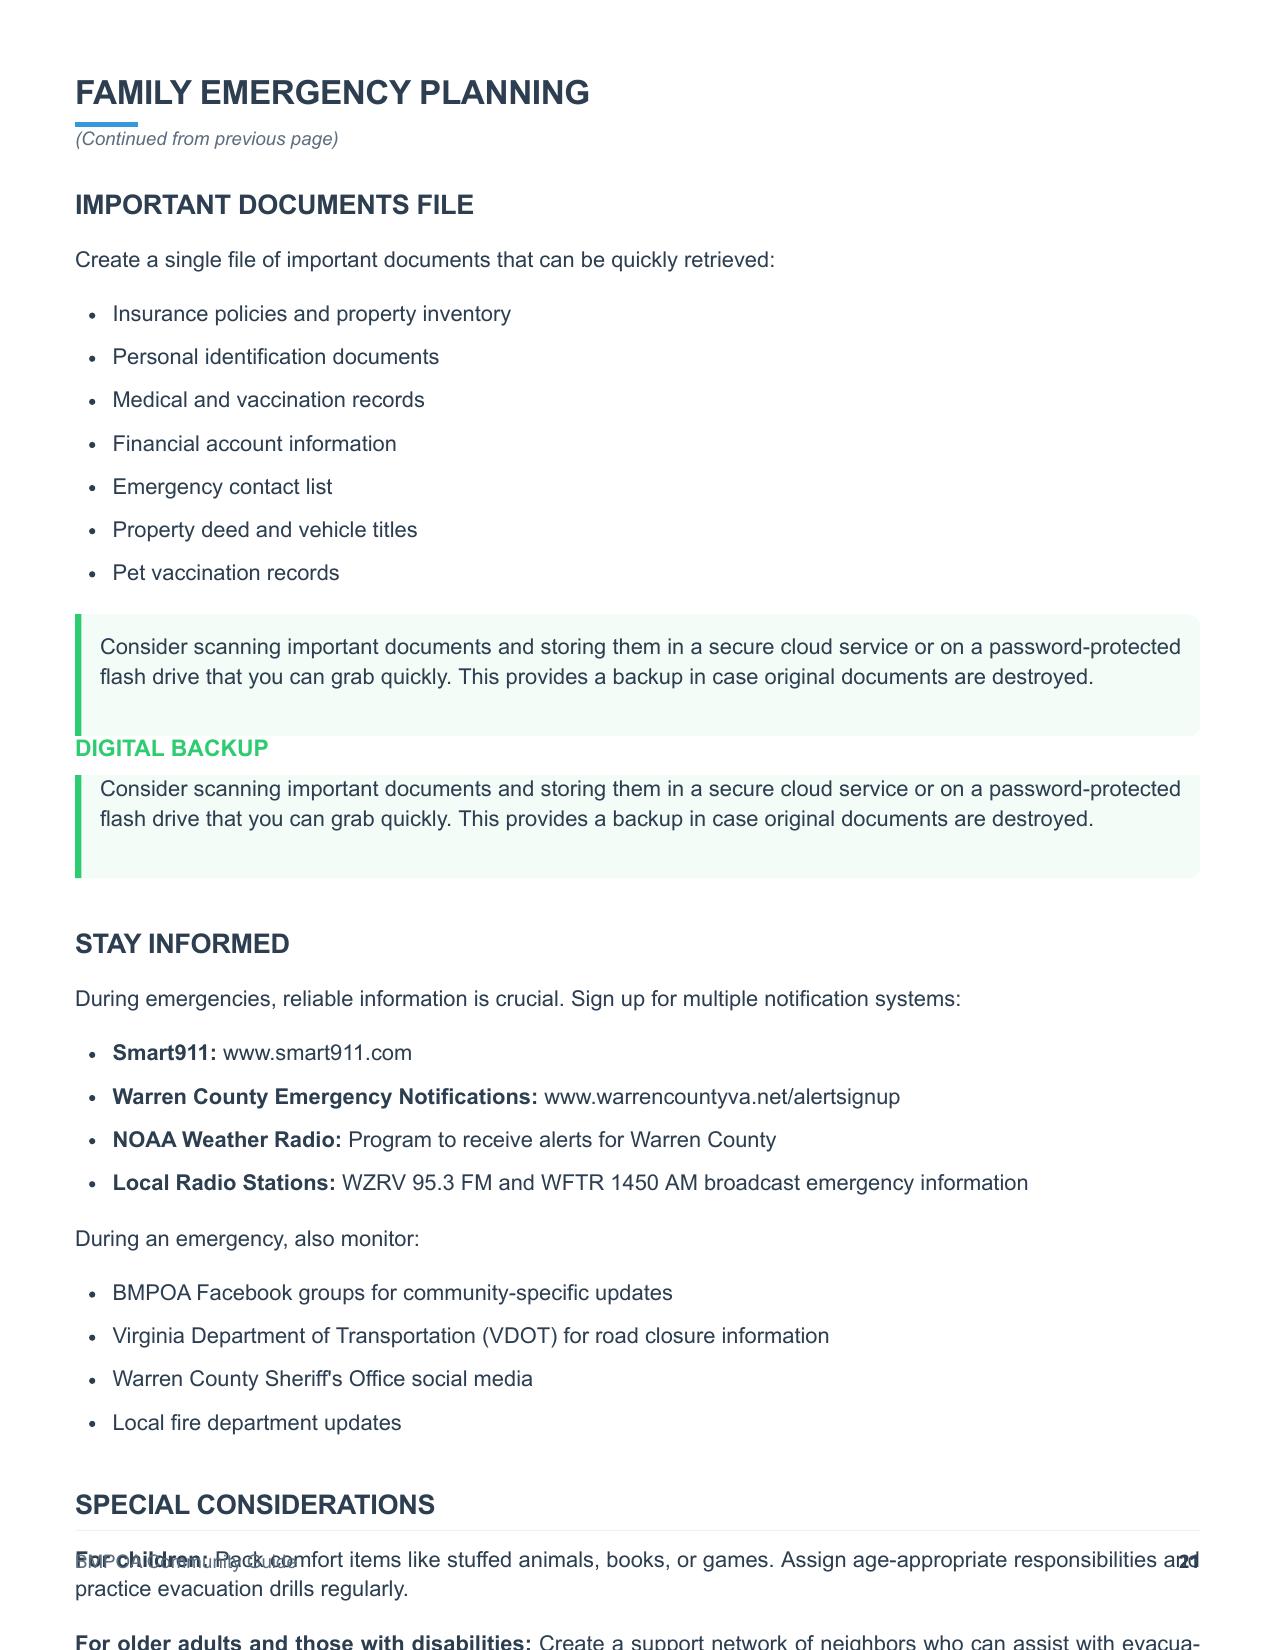 FAMILY EMERGENCY PLANNING
(Continued from previous page)
IMPORTANT DOCUMENTS FILE
Create a single file of important documents that can be quickly retrieved:
• Insurance policies and property inventory
• Personal identification documents
• Medical and vaccination records
• Financial account information
• Emergency contact list
• Property deed and vehicle titles
• Pet vaccination records
Consider scanning important documents and storing them in a secure cloud service or on a password-protected
flash drive that you can grab quickly. This provides a backup in case original documents are destroyed.
DIGITAL BACKUP
Consider scanning important documents and storing them in a secure cloud service or on a password-protected
flash drive that you can grab quickly. This provides a backup in case original documents are destroyed.
STAY INFORMED
During emergencies, reliable information is crucial. Sign up for multiple notification systems:
• Smart911: www.smart911.com
• Warren County Emergency Notifications: www.warrencountyva.net/alertsignup
• NOAA Weather Radio: Program to receive alerts for Warren County
• Local Radio Stations: WZRV 95.3 FM and WFTR 1450 AM broadcast emergency information
During an emergency, also monitor:
• BMPOA Facebook groups for community-specific updates
• Virginia Department of Transportation (VDOT) for road closure information
• Warren County Sheriff's Office social media
• Local fire department updates
SPECIAL CONSIDERATIONS
For children: Pack comfort items like stuffed animals, books, or games. Assign age-appropriate responsibilities and
BMPOA Community Guide
21
practice evacuation drills regularly.
For older adults and those with disabilities: Create a support network of neighbors who can assist with evacua-